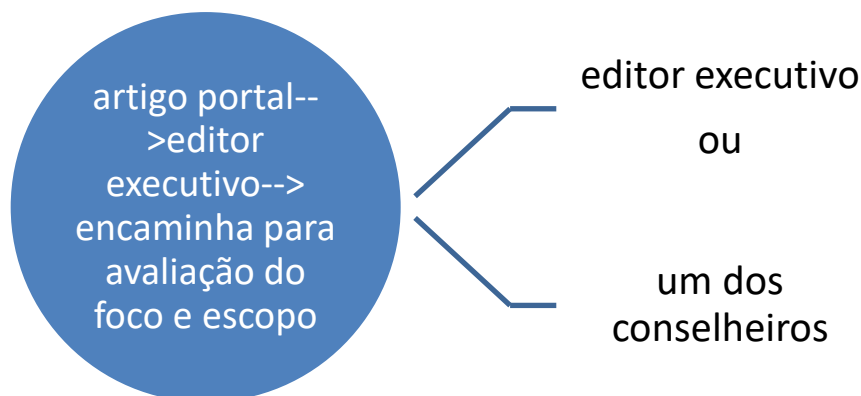 artigo portal--
>editor
executivo-->
encaminha para
avaliação do
foco e escopo
editor executivo
ou
um dos
conselheiros